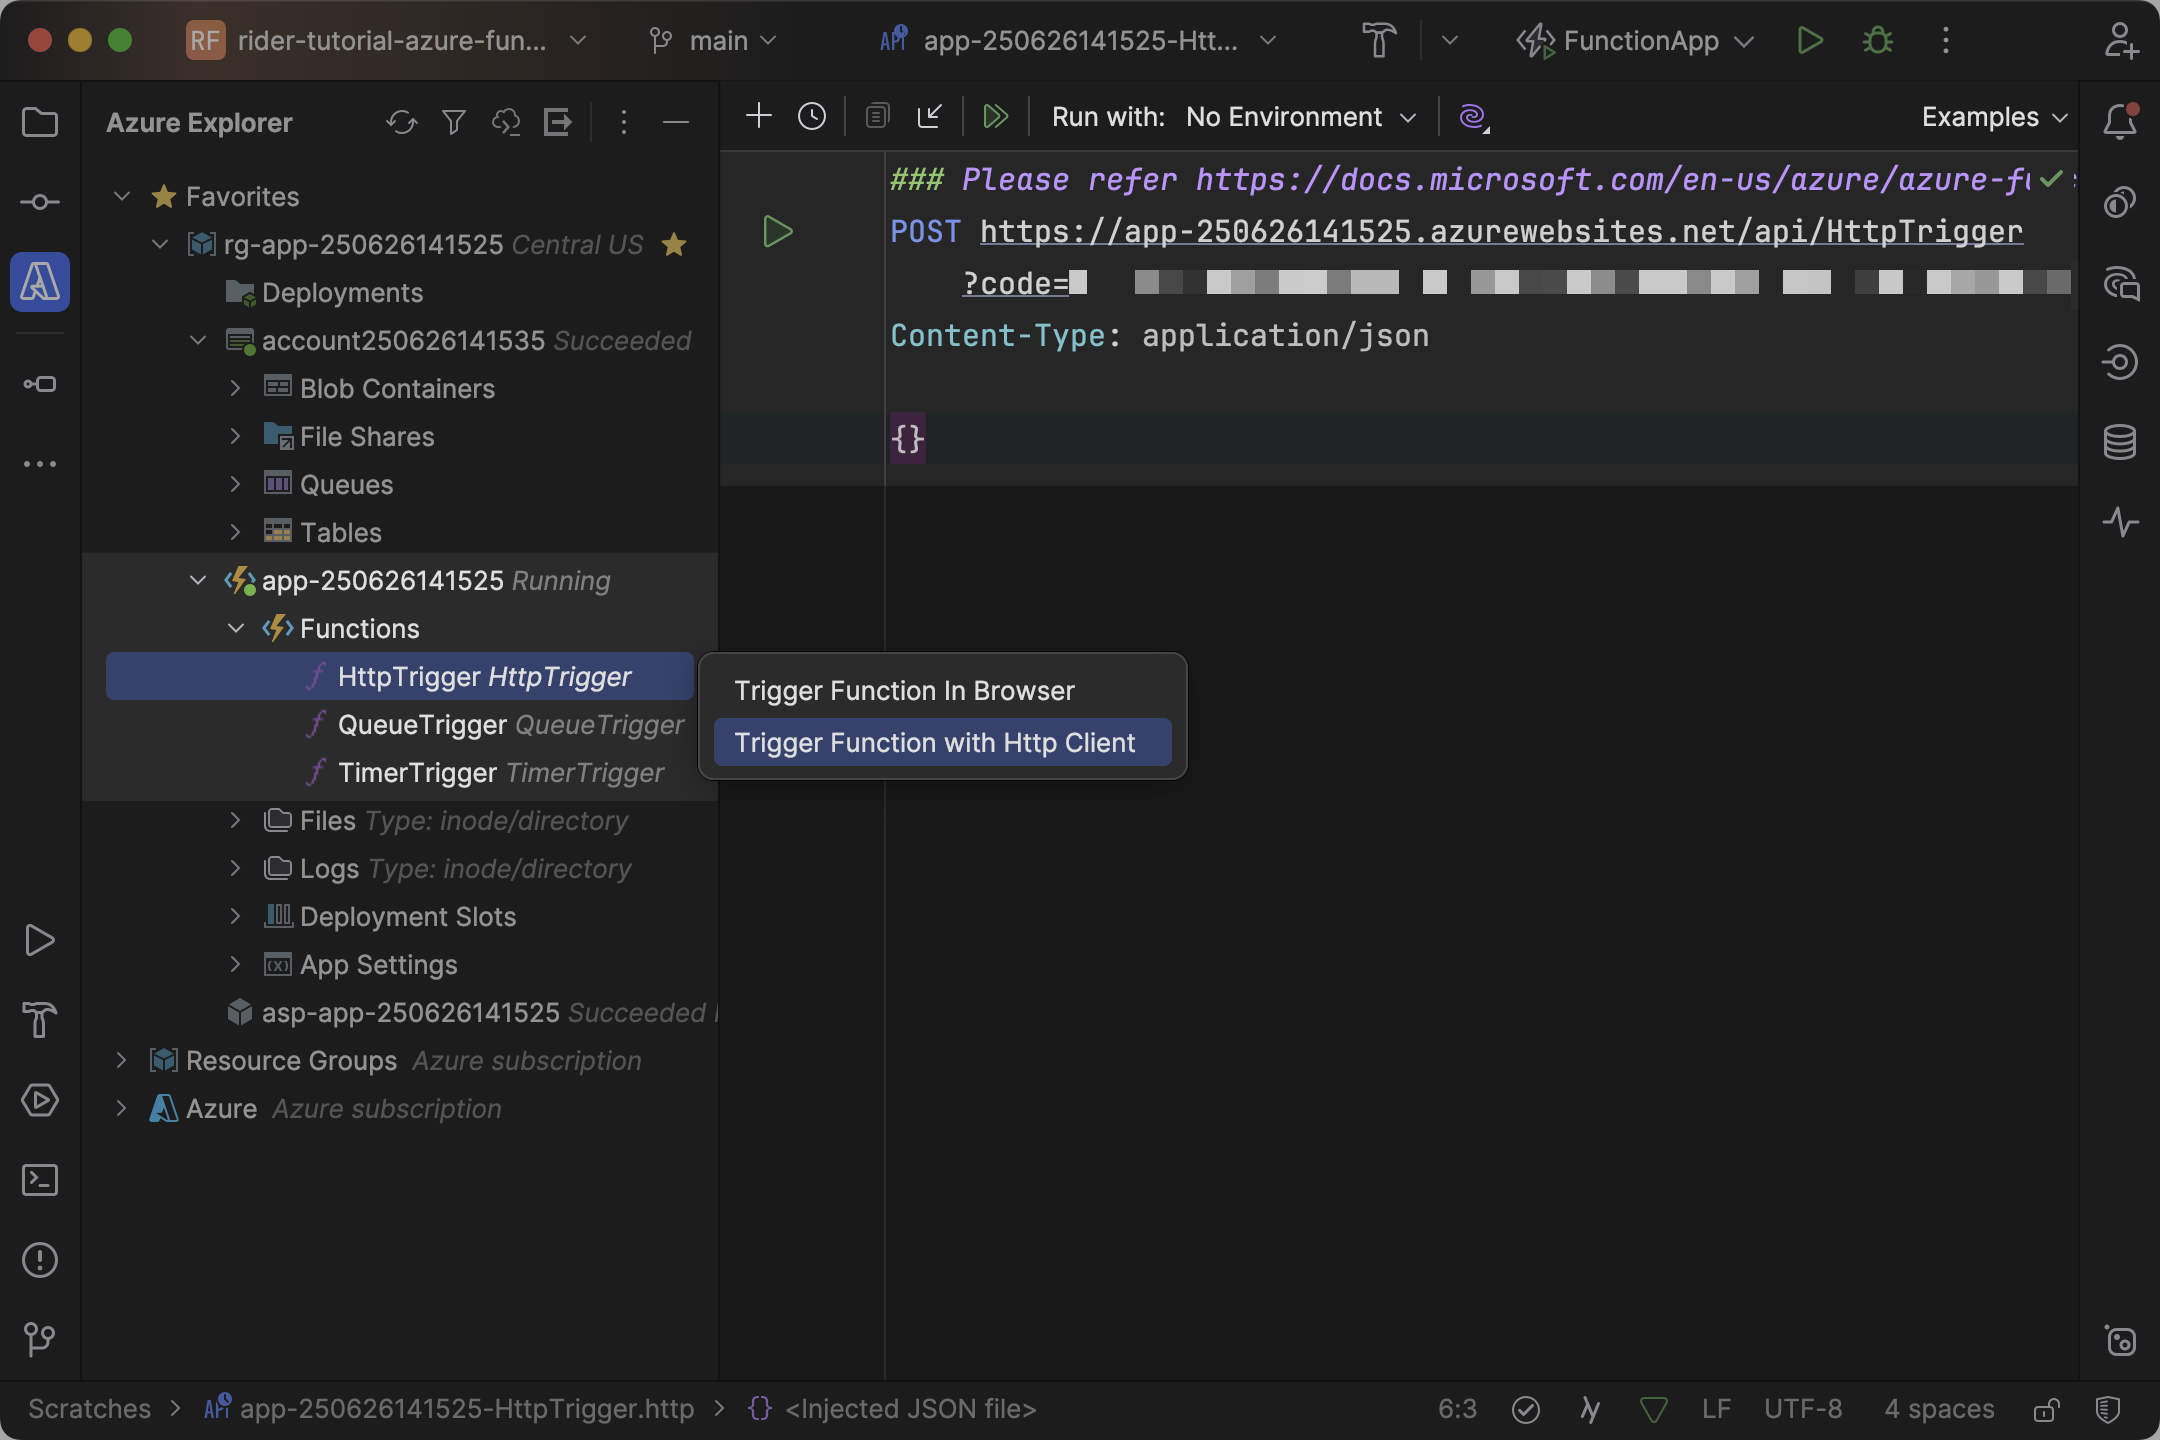 RF rider-tutorial-azure-fun... main API app-250626141525-Htt... FunctionApp
Azure Explorer
Favorites
rg-app-250626141525 Central US
Deployments
account250626141535 Succeeded
Blob Containers
File Shares
Queues
Tables
app-250626141525 Running
Functions
HttpTrigger HttpTrigger
QueueTrigger QueueTrigger
TimerTrigger TimerTrigger
Files Type: inode/directory
Logs Type: inode/directory
Deployment Slots
App Settings
asp-app-250626141525 Succeeded
Resource Groups Azure subscription
Azure Azure subscription
Run with: No Environment Examples
### Please refer https://docs.microsoft.com/en-us/azure/azure-fu
POST https://app-250626141525.azurewebsites.net/api/HttpTrigger
?code=
Content-Type: application/json
{}
Trigger Function In Browser
Trigger Function with Http Client
Scratches > API app-250626141525-HttpTrigger.http > {} <Injected JSON file> 6:3 LF UTF-8 4 spaces